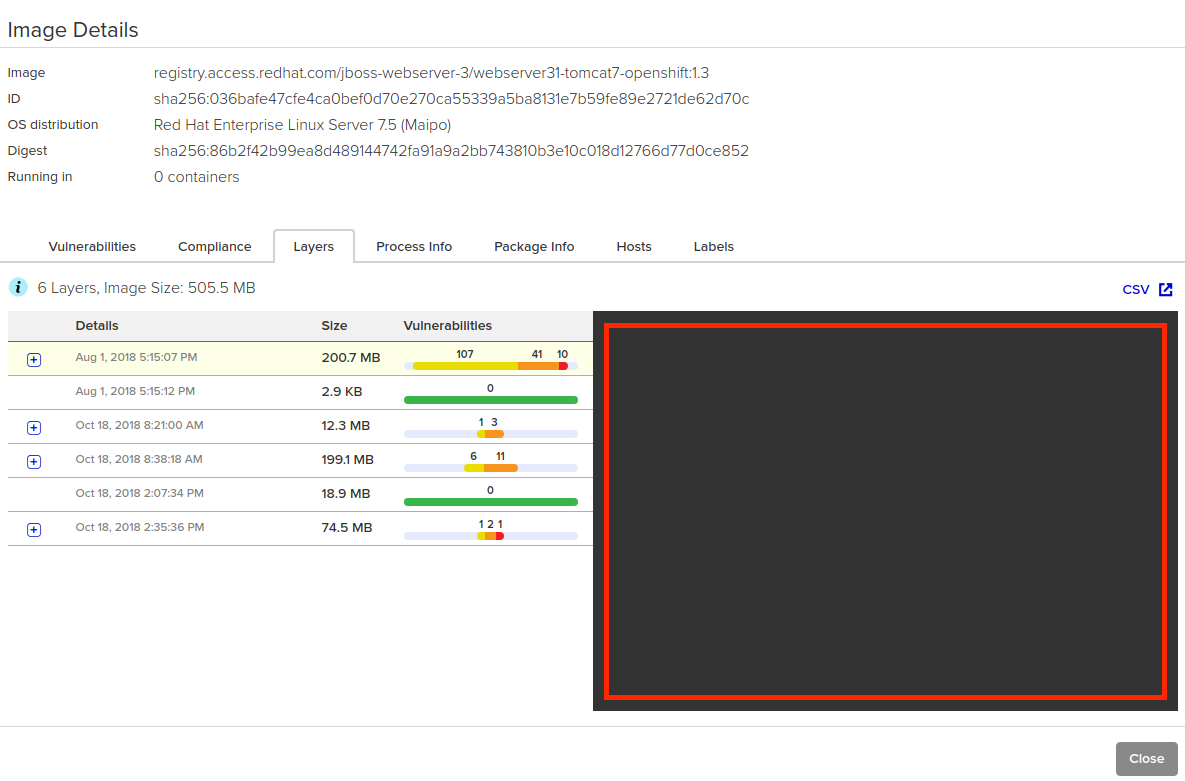 Image Details
Image registry.access.redhat.com/jboss-webserver-3/webserver31-tomcat7-openshift:1.3
ID sha256:036bafe47cfe4ca0bef0d70e270ca55339a5ba8131e7b59fe89e2721de62d70c
OS distribution Red Hat Enterprise Linux Server 7.5 (Maipo)
Digest sha256:86b2f42b99ea8d489144742fa91a9a2bb743810b3e10c018d12766d77d0ce852
Running in 0 containers
Vulnerabilities Compliance Layers Process Info Package Info Hosts Labels
i 6 Layers, Image Size: 505.5 MB CSV
Details Size Vulnerabilities
Aug 1, 2018 5:15:07 PM 200.7 MB 107 41 10
Aug 1, 2018 5:15:12 PM 2.9 KB 0
Oct 18, 2018 8:21:00 AM 12.3 MB 1 3
Oct 18, 2018 8:38:18 AM 199.1 MB 6 11
Oct 18, 2018 2:07:34 PM 18.9 MB 0
Oct 18, 2018 2:35:36 PM 74.5 MB 1 2 1
Close